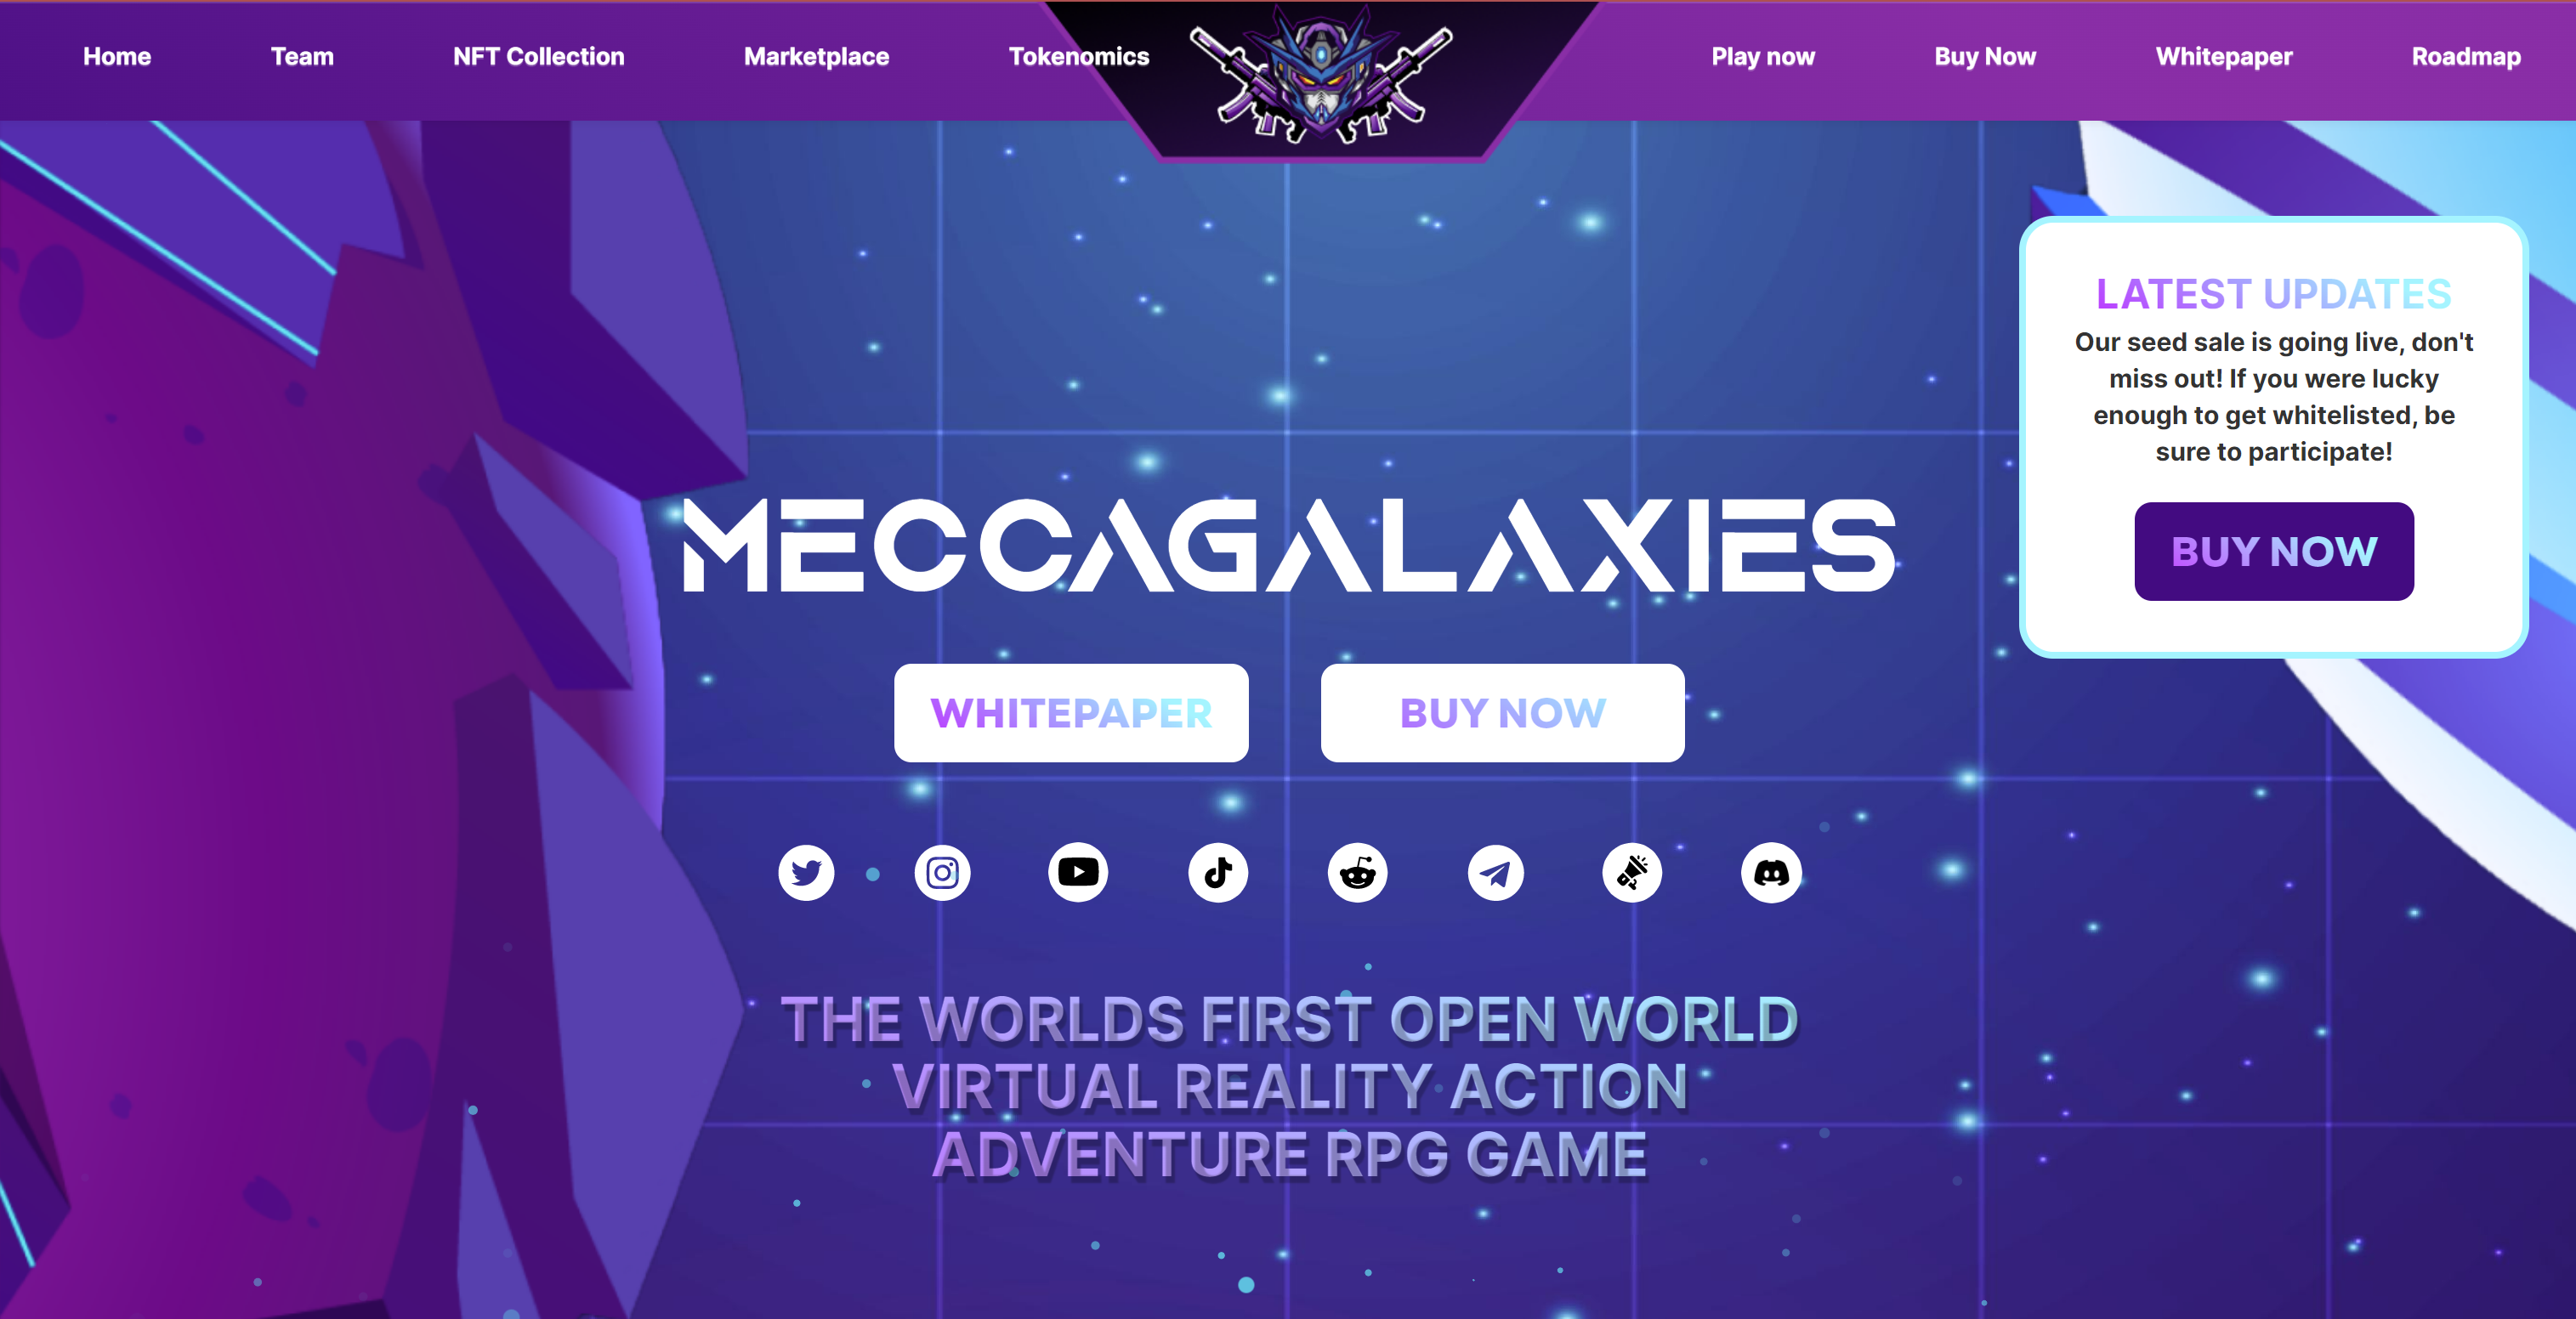 Home Team NFT Collection Marketplace Tokenomics Play now Buy Now Whitepaper Roadmap
LATEST UPDATES
Our seed sale is going live, don't
miss out! If you were lucky
enough to get whitelisted, be
sure to participate!
BUY NOW
MECCAGALAXIES
WHITEPAPER BUY NOW
THE WORLDS FIRST OPEN WORLD
VIRTUAL REALITY ACTION
ADVENTURE RPG GAME